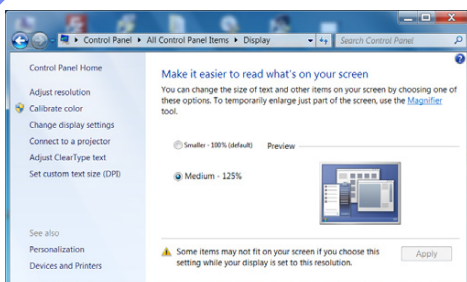 Control Panel ▸ All Control Panel Items ▸ Display
Search Control Panel
Control Panel Home
Adjust resolution
Calibrate color
Change display settings
Connect to a projector
Adjust ClearType text
Set custom text size (DPI)
See also
Personalization
Devices and Printers
Make it easier to read what's on your screen
You can change the size of text and other items on your screen by choosing one of
these options. To temporarily enlarge just part of the screen, use the Magnifier
tool.
Smaller - 100% (default) Preview
Medium - 125%
Some items may not fit on your screen if you choose this
setting while your display is set to this resolution.
Apply